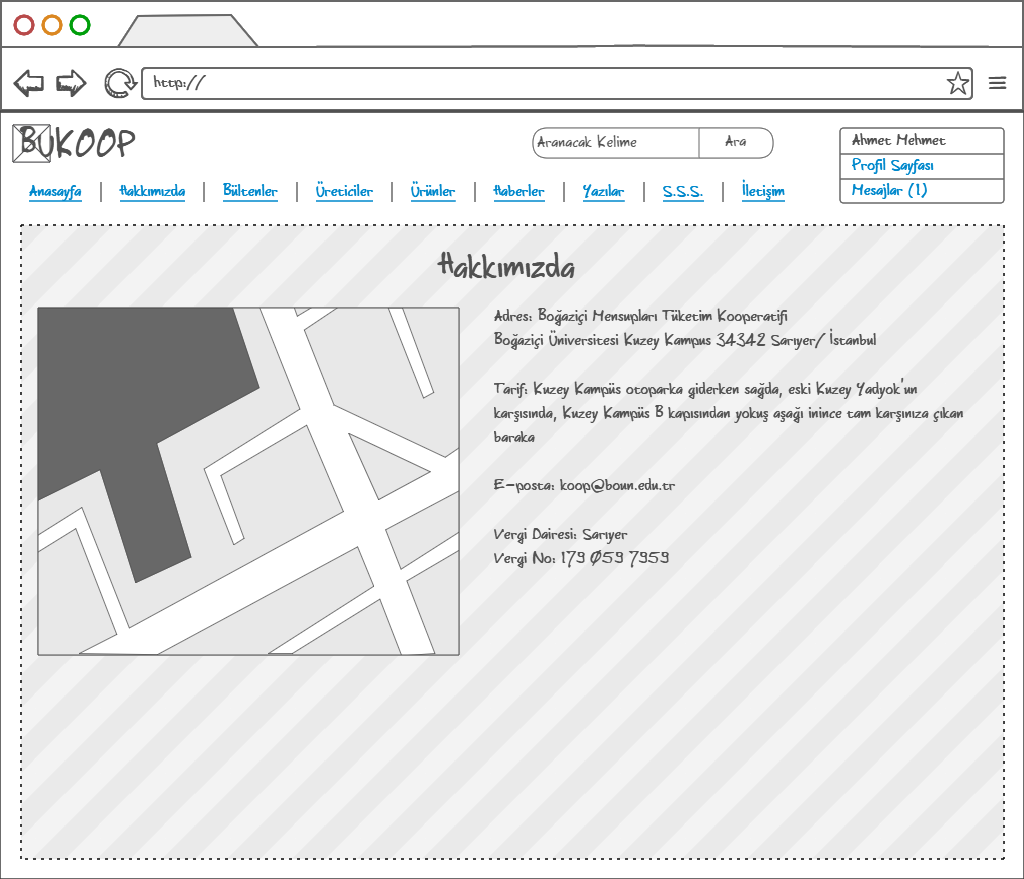 http://
BUKOOP
Aranacak Kelime Ara
Ahmet Mehmet
Profil Sayfası
Mesajlar (1)
Anasayfa | Hakkımızda | Bültenler | Üreticiler | Ürünler | Haberler | Yazılar | S.S.S. | İletişim
Hakkımızda
Adres: Boğaziçi Mensupları Tüketim Kooperatifi
Boğaziçi Üniversitesi Kuzey Kampus 34342 Sarıyer/ İstanbul
Tarif: Kuzey Kampüs otoparka giderken sağda, eski Kuzey Yadyok'un
karşısında, Kuzey Kampüs B kapısından yokuş aşağı inince tam karşınıza çıkan
baraka
E-posta: koop@boun.edu.tr
Vergi Dairesi: Sarıyer
Vergi No: 179 059 7959